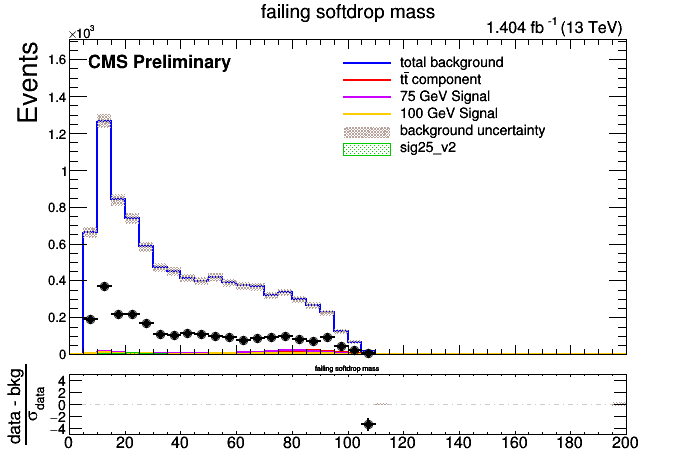 failing softdrop mass
1.404 fb⁻¹ (13 TeV)
×10³
CMS Preliminary
Events
total background
tt̄ component
75 GeV Signal
100 GeV Signal
background uncertainty
sig25_v2
1.6
1.4
1.2
1
0.8
0.6
0.4
0.2
0
failing softdrop mass
data - bkg
σ_data
4
2
0
−2
−4
0 20 40 60 80 100 120 140 160 180 200